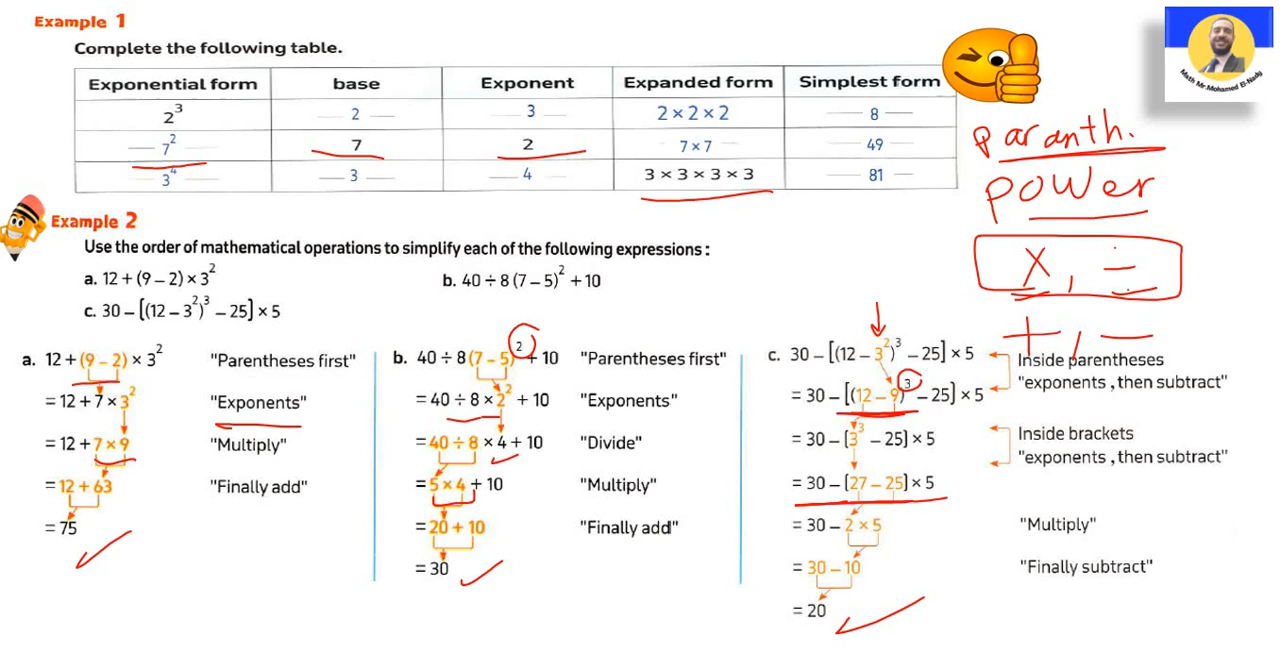 Example 1
Complete the following table.
Exponential form base Exponent Expanded form Simplest form
2³ 2 3 2 × 2 × 2 8
7² 7 2 7 × 7 49
3⁴ 3 4 3 × 3 × 3 × 3 81
Math Mr.Mohamed El-Nady
Paranth.
power
×, ÷
+, −
Example 2
Use the order of mathematical operations to simplify each of the following expressions :
a. 12 + (9 − 2) × 3²
b. 40 ÷ 8 (7 − 5)² + 10
c. 30 − [(12 − 3²)³ − 25] × 5
a. 12 + (9 − 2) × 3² "Parentheses first"
= 12 + 7 × 3² "Exponents"
= 12 + 7 × 9 "Multiply"
= 12 + 63 "Finally add"
= 75
b. 40 ÷ 8 (7 − 5)² + 10 "Parentheses first"
= 40 ÷ 8 × 2² + 10 "Exponents"
= 40 ÷ 8 × 4 + 10 "Divide"
= 5 × 4 + 10 "Multiply"
= 20 + 10 "Finally add"
= 30
c. 30 − [(12 − 3²)³ − 25] × 5 Inside parentheses
= 30 − [(12 − 9)³ − 25] × 5 "exponents , then subtract"
= 30 − [3³ − 25] × 5 Inside brackets
"exponents , then subtract"
= 30 − [27 − 25] × 5
= 30 − 2 × 5 "Multiply"
= 30 − 10 "Finally subtract"
= 20